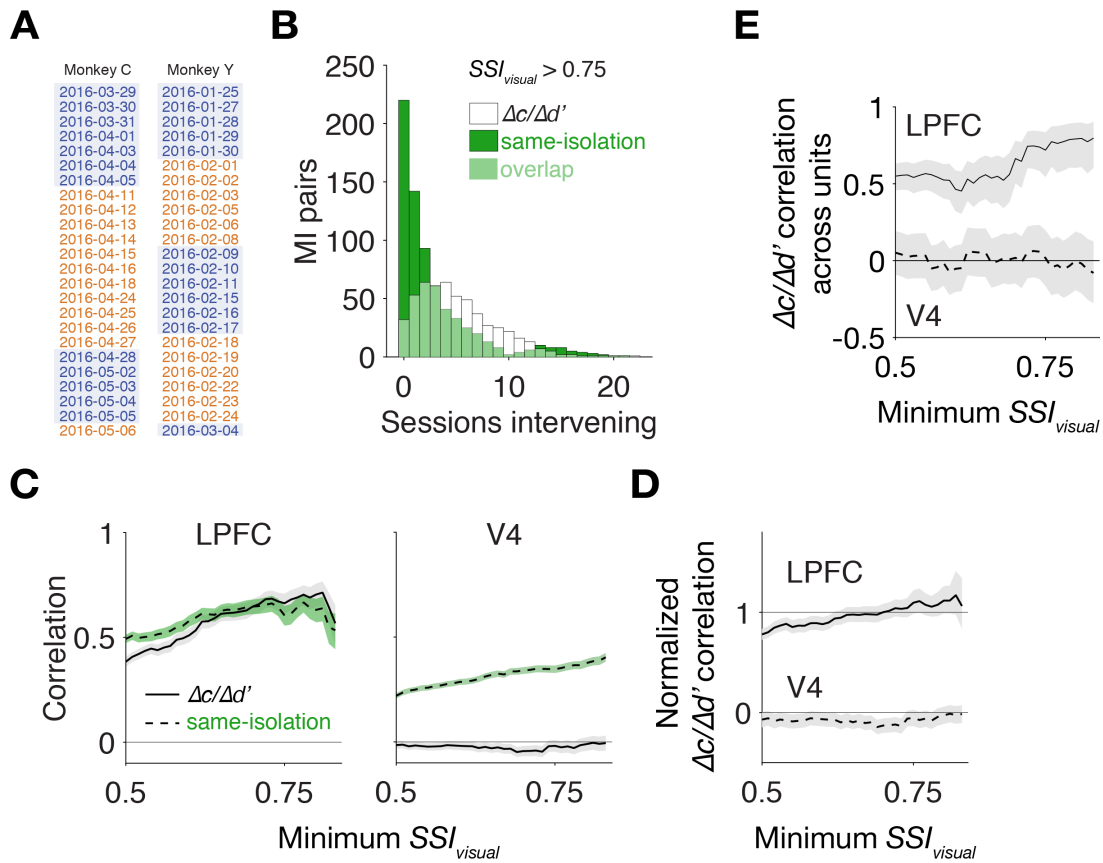 A
Monkey C
2016-03-29
2016-03-30
2016-03-31
2016-04-01
2016-04-03
2016-04-04
2016-04-05
2016-04-11
2016-04-12
2016-04-13
2016-04-14
2016-04-15
2016-04-16
2016-04-18
2016-04-24
2016-04-25
2016-04-26
2016-04-27
2016-04-28
2016-05-02
2016-05-03
2016-05-04
2016-05-05
2016-05-06
Monkey Y
2016-01-25
2016-01-27
2016-01-28
2016-01-29
2016-01-30
2016-02-01
2016-02-02
2016-02-03
2016-02-05
2016-02-06
2016-02-08
2016-02-09
2016-02-10
2016-02-11
2016-02-15
2016-02-16
2016-02-17
2016-02-18
2016-02-19
2016-02-20
2016-02-22
2016-02-23
2016-02-24
2016-03-04
B
MI pairs
250
200
150
100
50
0
SSIvisual > 0.75
Δc/Δd’
same-isolation
overlap
0 10 20
Sessions intervening
E
Δc/Δd’ correlation
across units
1
0.5
0
-0.5
LPFC
V4
0.5 0.75
Minimum SSIvisual
C
Correlation
1
0.5
0
LPFC
Δc/Δd’
same-isolation
0.5 0.75
V4
0.5 0.75
Minimum SSIvisual
D
Normalized
Δc/Δd’ correlation
1
0
LPFC
V4
0.5 0.75
Minimum SSIvisual